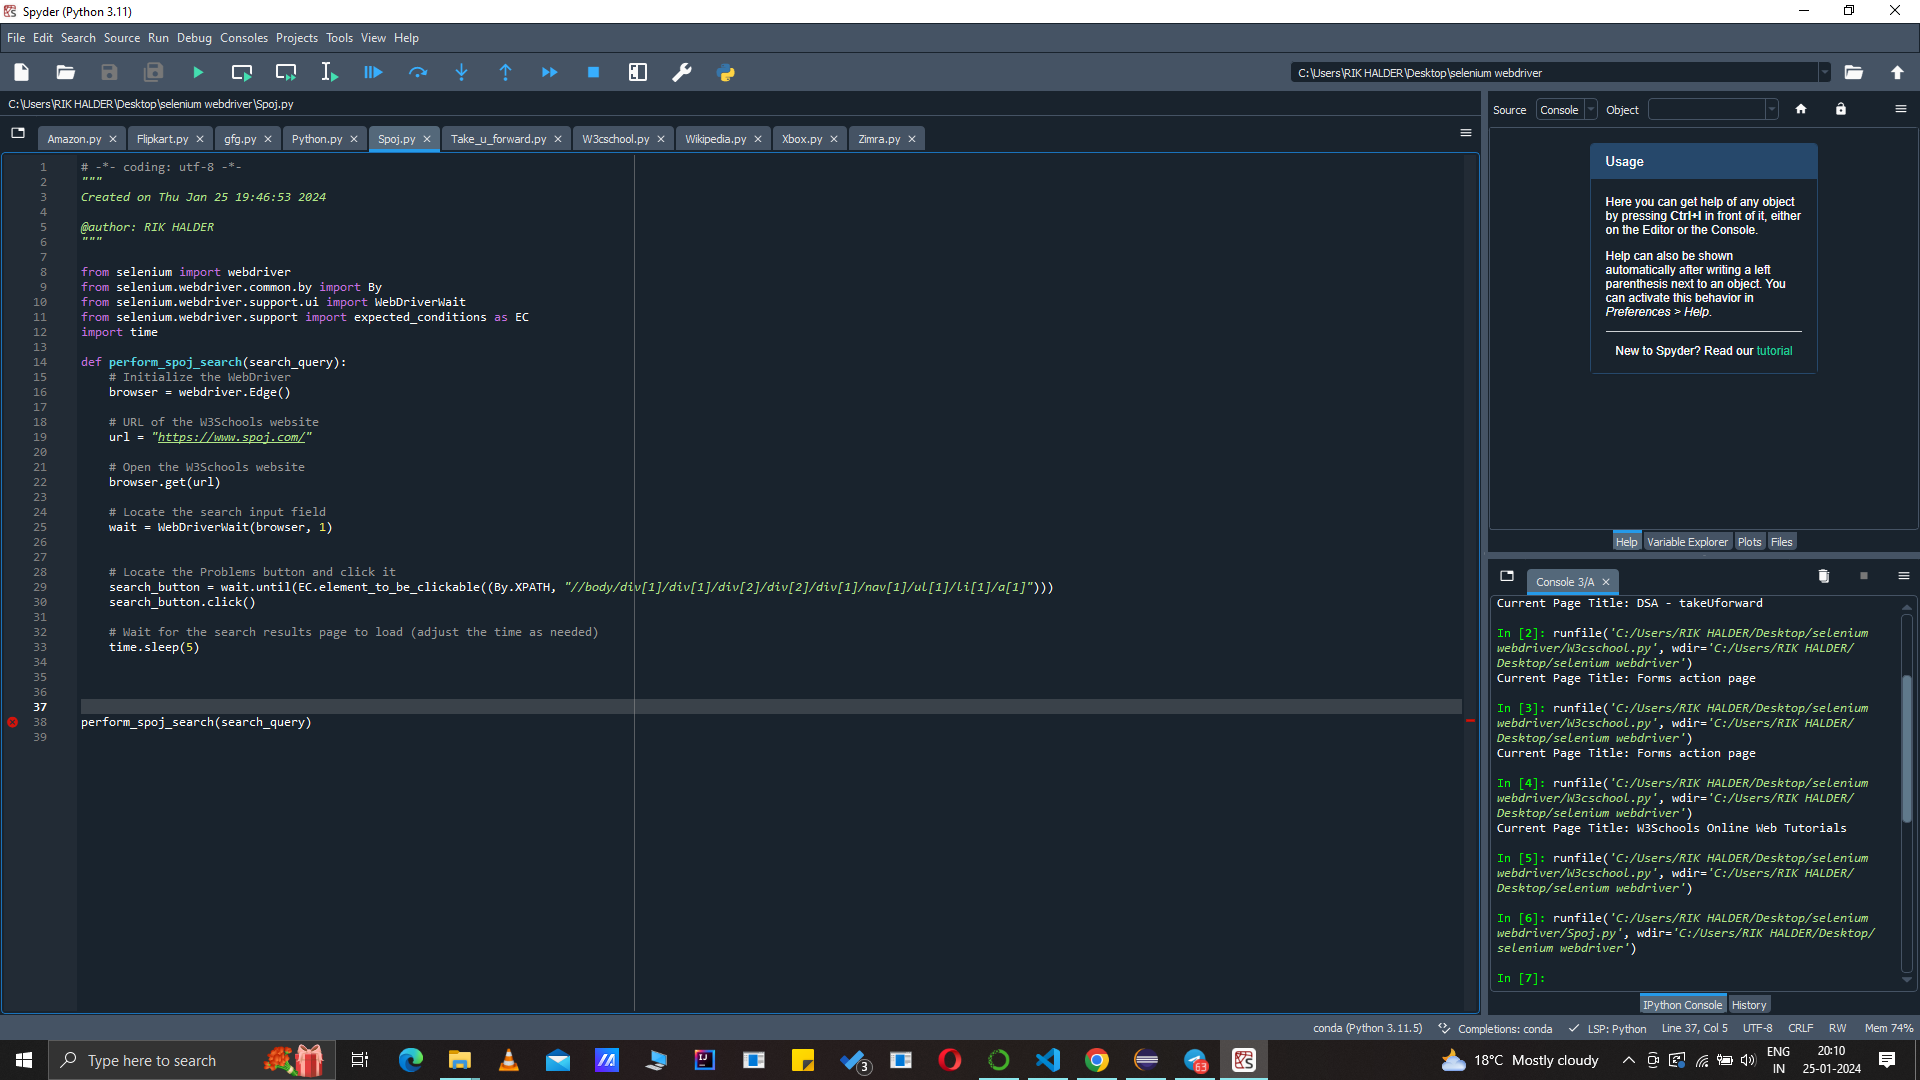 Spyder (Python 3.11)
File Edit Search Source Run Debug Consoles Projects Tools View Help
C:\Users\RIK HALDER\Desktop\selenium webdriver
C:\Users\RIK HALDER\Desktop\selenium webdriver\Spoj.py
Amazon.py Flipkart.py gfg.py Python.py Spoj.py Take_u_forward.py W3cschool.py Wikipedia.py Xbox.py Zimra.py
1 # -*- coding: utf-8 -*-
2 """
3 Created on Thu Jan 25 19:46:53 2024
4
5 @author: RIK HALDER
6 """
7
8 from selenium import webdriver
9 from selenium.webdriver.common.by import By
10 from selenium.webdriver.support.ui import WebDriverWait
11 from selenium.webdriver.support import expected_conditions as EC
12 import time
13
14 def perform_spoj_search(search_query):
15     # Initialize the WebDriver
16     browser = webdriver.Edge()
17
18     # URL of the W3Schools website
19     url = "https://www.spoj.com/"
20
21     # Open the W3Schools website
22     browser.get(url)
23
24     # Locate the search input field
25     wait = WebDriverWait(browser, 1)
26
27
28     # Locate the Problems button and click it
29     search_button = wait.until(EC.element_to_be_clickable((By.XPATH, "//body/div[1]/div[1]/div[2]/div[2]/div[1]/nav[1]/ul[1]/li[1]/a[1]")))
30     search_button.click()
31
32     # Wait for the search results page to load (adjust the time as needed)
33     time.sleep(5)
34
35
36
37
38 perform_spoj_search(search_query)
39
Source Console Object
Usage
Here you can get help of any object
by pressing Ctrl+I in front of it, either
on the Editor or the Console.
Help can also be shown
automatically after writing a left
parenthesis next to an object. You
can activate this behavior in
Preferences > Help.
New to Spyder? Read our tutorial
Help Variable Explorer Plots Files
Console 3/A
Current Page Title: DSA - takeUforward
In [2]: runfile('C:/Users/RIK HALDER/Desktop/selenium
webdriver/W3cschool.py', wdir='C:/Users/RIK HALDER/
Desktop/selenium webdriver')
Current Page Title: Forms action page
In [3]: runfile('C:/Users/RIK HALDER/Desktop/selenium
webdriver/W3cschool.py', wdir='C:/Users/RIK HALDER/
Desktop/selenium webdriver')
Current Page Title: Forms action page
In [4]: runfile('C:/Users/RIK HALDER/Desktop/selenium
webdriver/W3cschool.py', wdir='C:/Users/RIK HALDER/
Desktop/selenium webdriver')
Current Page Title: W3Schools Online Web Tutorials
In [5]: runfile('C:/Users/RIK HALDER/Desktop/selenium
webdriver/W3cschool.py', wdir='C:/Users/RIK HALDER/
Desktop/selenium webdriver')
In [6]: runfile('C:/Users/RIK HALDER/Desktop/selenium
webdriver/Spoj.py', wdir='C:/Users/RIK HALDER/Desktop/
selenium webdriver')
In [7]:
IPython Console History
conda (Python 3.11.5) Completions: conda LSP: Python Line 37, Col 5 UTF-8 CRLF RW Mem 74%
Type here to search
3
63
18°C Mostly cloudy
ENG
IN
20:10
25-01-2024